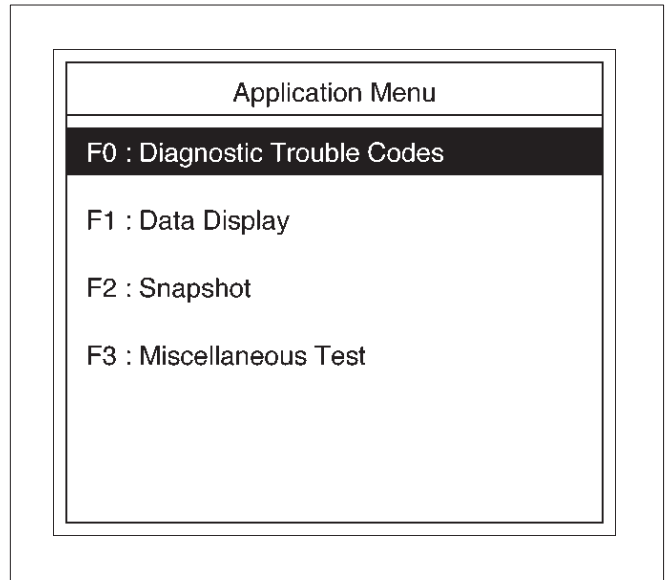 Application Menu
F0 : Diagnostic Trouble Codes
F1 : Data Display
F2 : Snapshot
F3 : Miscellaneous Test